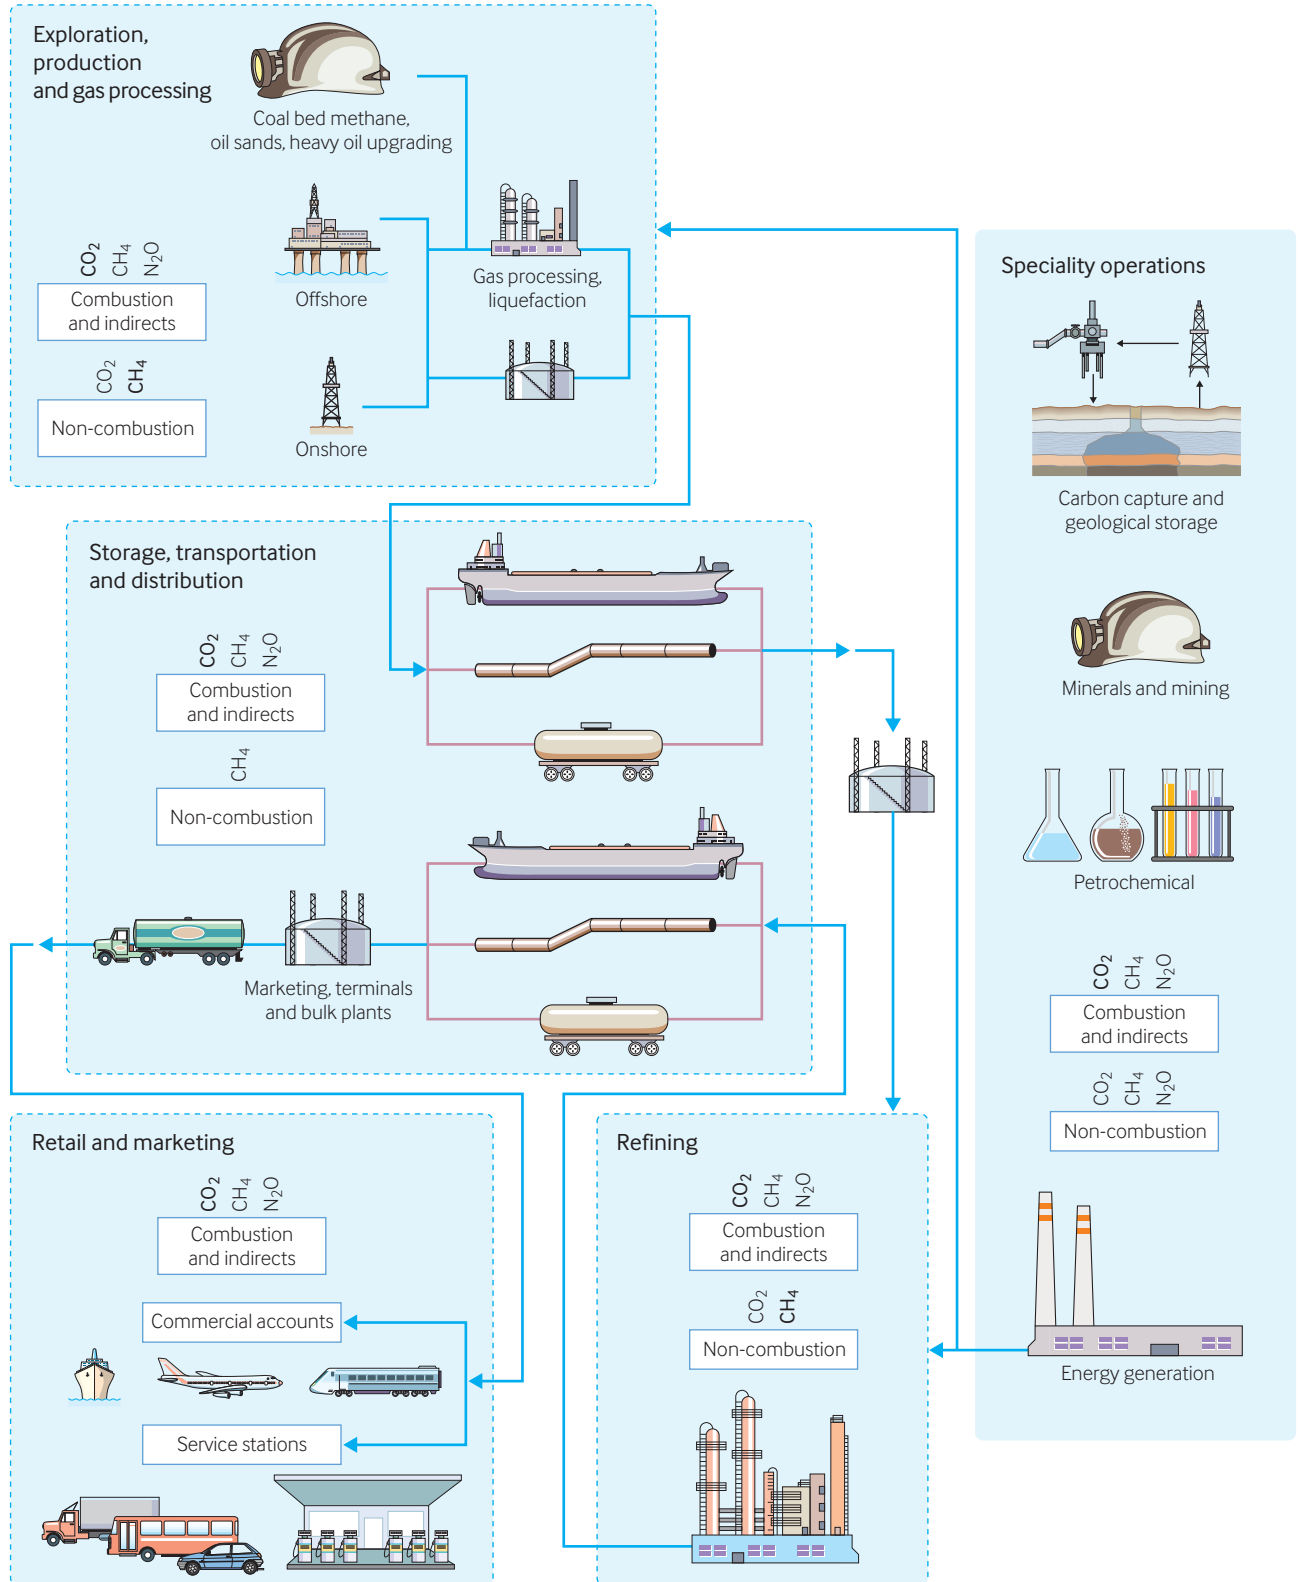 Exploration,
production
and gas processing
Coal bed methane,
oil sands, heavy oil upgrading
CO₂ CH₄ N₂O
Combustion
and indirects
CO₂ CH₄
Non-combustion
Offshore
Onshore
Gas processing,
liquefaction
Storage, transportation
and distribution
CO₂ CH₄ N₂O
Combustion
and indirects
CH₄
Non-combustion
Marketing, terminals
and bulk plants
Retail and marketing
CO₂ CH₄ N₂O
Combustion
and indirects
Commercial accounts
Service stations
Refining
CO₂ CH₄ N₂O
Combustion
and indirects
CO₂ CH₄
Non-combustion
Speciality operations
Carbon capture and
geological storage
Minerals and mining
Petrochemical
CO₂ CH₄ N₂O
Combustion
and indirects
CO₂ CH₄ N₂O
Non-combustion
Energy generation